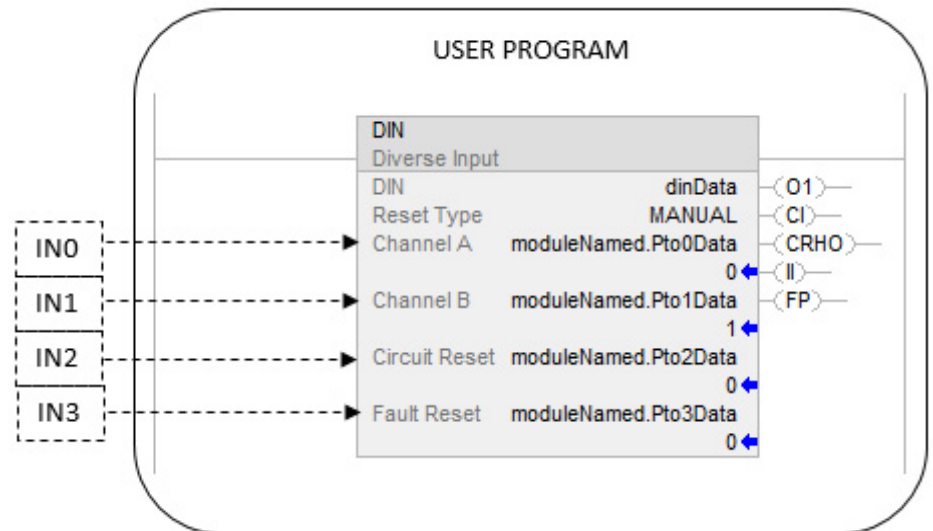 USER PROGRAM
DIN
Diverse Input
DIN dinData O1
Reset Type MANUAL CI
IN0 Channel A moduleNamed.Pto0Data CRHO
0 II
IN1 Channel B moduleNamed.Pto1Data FP
1
IN2 Circuit Reset moduleNamed.Pto2Data
0
IN3 Fault Reset moduleNamed.Pto3Data
0